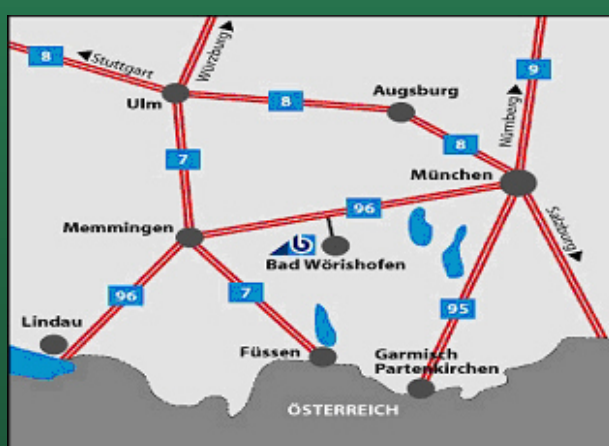 8
Stuttgart
Würzburg
9
Ulm
8
Augsburg
8
Nürnberg
7
München
Memmingen
96
Salzburg
b
Bad Wörishofen
96
7
95
Lindau
Füssen
Garmisch
Partenkirchen
ÖSTERREICH